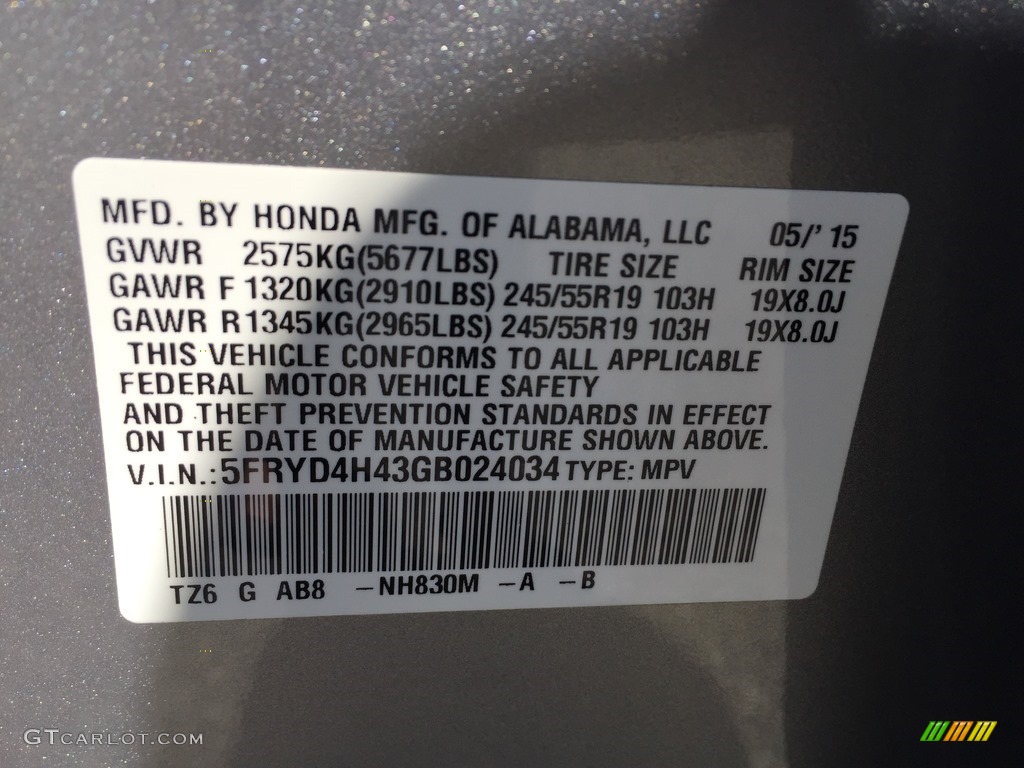 MFD. BY HONDA MFG. OF ALABAMA, LLC 05/' 15
GVWR 2575KG(5677LBS) TIRE SIZE RIM SIZE
GAWR F 1320KG(2910LBS) 245/55R19 103H 19X8.0J
GAWR R1345KG(2965LBS) 245/55R19 103H 19X8.0J
THIS VEHICLE CONFORMS TO ALL APPLICABLE
FEDERAL MOTOR VEHICLE SAFETY
AND THEFT PREVENTION STANDARDS IN EFFECT
ON THE DATE OF MANUFACTURE SHOWN ABOVE.
V.I.N.: 5FRYD4H43GB024034 TYPE: MPV
TZ6 G AB8 –NH830M –A –B
GTCARLOT.COM